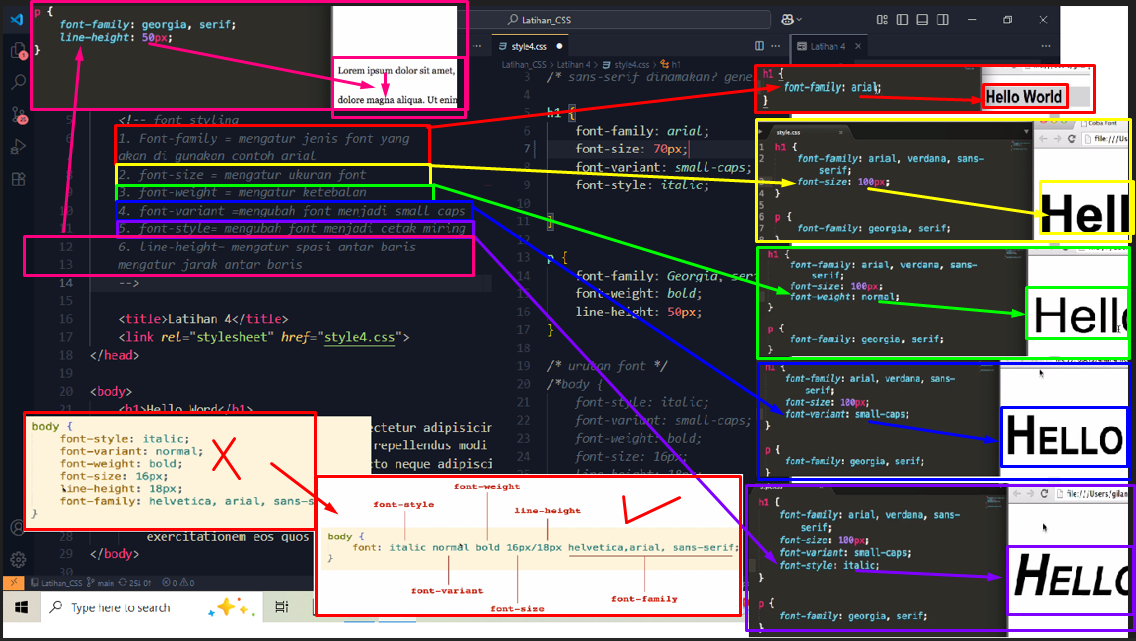 p {
font-family: georgia, serif;
line-height: 50px;
}
Lorem ipsum dolor sit amet,
dolore magna aliqua. Ut enim
Latihan_CSS
style4.css
Latihan 4
Latihan_CSS > Latihan 4 > style4.css > h1
<!-- font styling
1. Font-family = mengatur jenis font yang
akan di gunakan contoh arial
2. font-size = mengatur ukuran font
3. font-weight = mengatur ketebalan
4. font-variant =mengubah font menjadi small caps
5. font-style= mengubah font menjadi cetak miring
12 6. line-height- mengatur spasi antar baris
13 mengatur jarak antar baris
14 -->
15
16 <title>Latihan 4</title>
17 <link rel="stylesheet" href="style4.css">
18 </head>
19
20 <body>
21 <h1>Hello Word</h1>
ectetur adipisicin
repellendus modi
cto neque adipisci
28 exercitationem eos quos
29 </body>
30
3 /* sans-serif dinamakan? gene
4
h1 {
6 font-family: arial;
7 font-size: 70px;
font-variant: small-caps;
9 font-style: italic;
11 }
12
13 p {
font-family: Georgia, seri
font-weight: bold;
16 line-height: 50px;
17 }
18
19 /* urutan font */
20 /*body {
21 font-style: italic;
22 font-variant: small-caps;
font-weight: bold;
font-size: 16px;
line-height: 18px;
body {
font-style: italic;
font-variant: normal;
font-weight: bold;
font-size: 16px;
line-height: 18px;
font-family: helvetica, arial, sans-s
}
font-weight
font-style
line-height
body {
font: italic normal bold 16px/18px helvetica,arial, sans-serif;
}
font-variant
font-size
font-family
h1 {
font-family: arial;
}
Hello World
style.css
Coba Font
file:///Us
1 h1 {
2 font-family: arial, verdana, sans-
serif;
3 font-size: 100px;
4 }
5
6 p {
7 font-family: georgia, serif;
8 }
Hell
h1 {
font-family: arial, verdana, sans-
serif;
font-size: 100px;
font-weight: normal;
}
p {
font-family: georgia, serif;
}
Hell
h1 {
font-family: arial, verdana, sans-
serif;
font-size: 100px;
font-variant: small-caps;
}
p {
font-family: georgia, serif;
}
HELLO
file:///Users/gilan
h1 {
font-family: arial, verdana, sans-
serif;
font-size: 100px;
font-variant: small-caps;
font-style: italic;
}
p {
font-family: georgia, serif;
}
HELLO
Latihan_CSS main 25↓ 0↑ 0 0
Type here to search